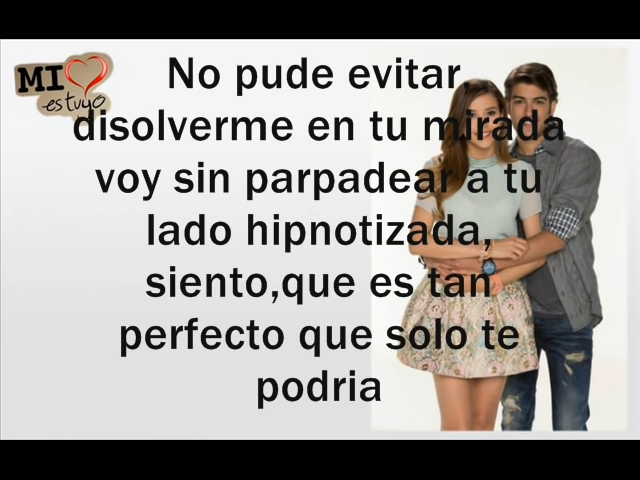 MI
es tuyo
No pude evitar
disolverme en tu mirada
voy sin parpadear a tu
lado hipnotizada,
siento,que es tan
perfecto que solo te
podria